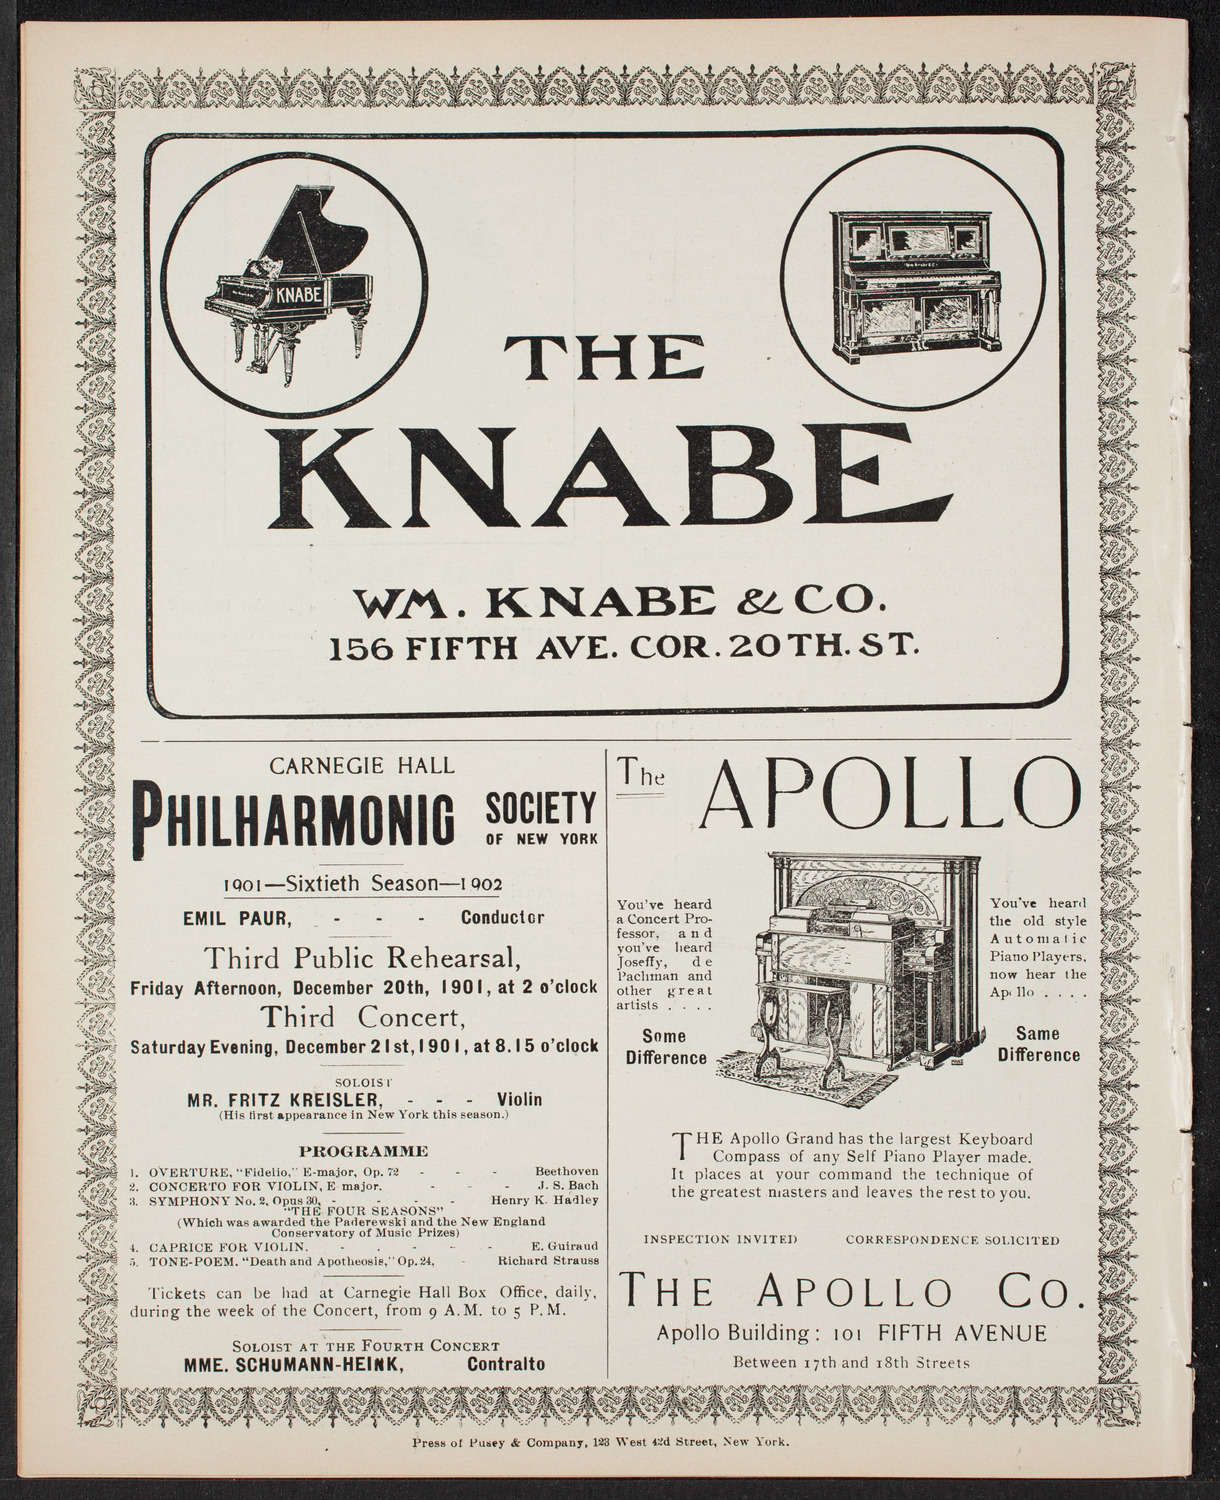 KNABE
THE
KNABE
WM. KNABE & CO.
156 FIFTH AVE. COR. 20TH. ST.
CARNEGIE HALL
PHILHARMONIC SOCIETY
OF NEW YORK
1901—Sixtieth Season—1902
EMIL PAUR, - - - Conductor
Third Public Rehearsal,
Friday Afternoon, December 20th, 1901, at 2 o'clock
Third Concert,
Saturday Evening, December 21st, 1901, at 8.15 o'clock
SOLOIST
MR. FRITZ KREISLER, - - - Violin
(His first appearance in New York this season.)
PROGRAMME
1. OVERTURE, "Fidelio," E-major, Op. 72 - - - Beethoven
2. CONCERTO FOR VIOLIN, E major. - - - - J. S. Bach
3. SYMPHONY No. 2, Opus 30, - - - - Henry K. Hadley
"THE FOUR SEASONS"
(Which was awarded the Paderewski and the New England
Conservatory of Music Prizes)
4. CAPRICE FOR VIOLIN. - . - - - E. Guiraud
5. TONE-POEM. "Death and Apotheosis," Op. 24, - Richard Strauss
Tickets can be had at Carnegie Hall Box Office, daily,
during the week of the Concert, from 9 A.M. to 5 P.M.
SOLOIST AT THE FOURTH CONCERT
MME. SCHUMANN-HEINK, Contralto
The APOLLO
You've heard
a Concert Pro-
fessor, and
you've heard
Joseffy, de
Pachman and
other great
artists . . . .
Some
Difference
You've heard
the old style
Automatic
Piano Players,
now hear the
Apollo . . . .
Same
Difference
THE Apollo Grand has the largest Keyboard
Compass of any Self Piano Player made.
It places at your command the technique of
the greatest masters and leaves the rest to you.
INSPECTION INVITED CORRESPONDENCE SOLICITED
THE APOLLO CO.
Apollo Building: 101 FIFTH AVENUE
Between 17th and 18th Streets
Press of Pusey & Company, 123 West 42d Street, New York.